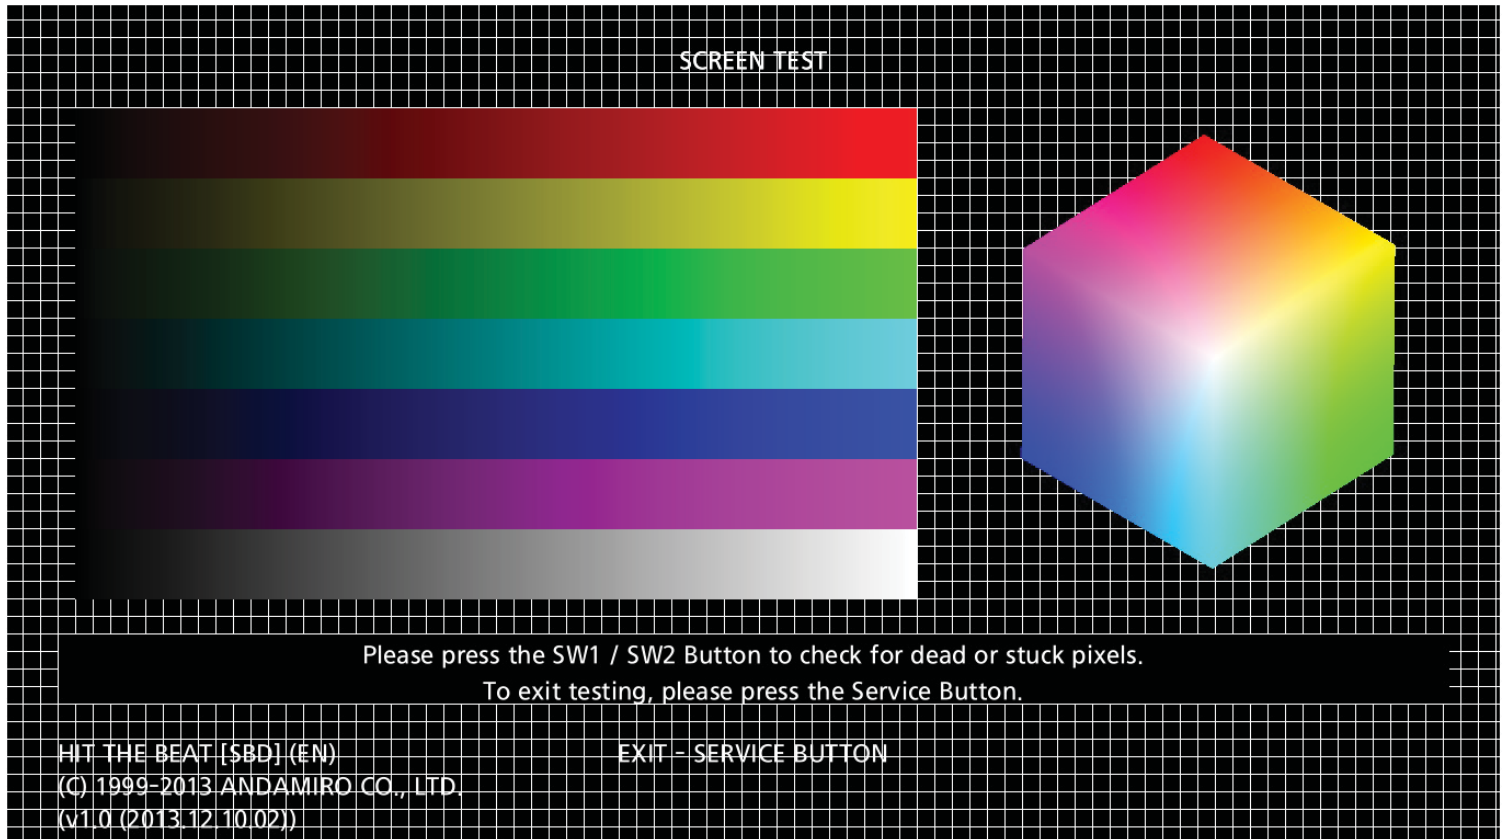 SCREEN TEST
Please press the SW1 / SW2 Button to check for dead or stuck pixels.
To exit testing, please press the Service Button.
HIT THE BEAT [SBD] (EN)
EXIT - SERVICE BUTTON
(C) 1999-2013 ANDAMIRO CO., LTD.
(v1.0 (2013.12.10.02))